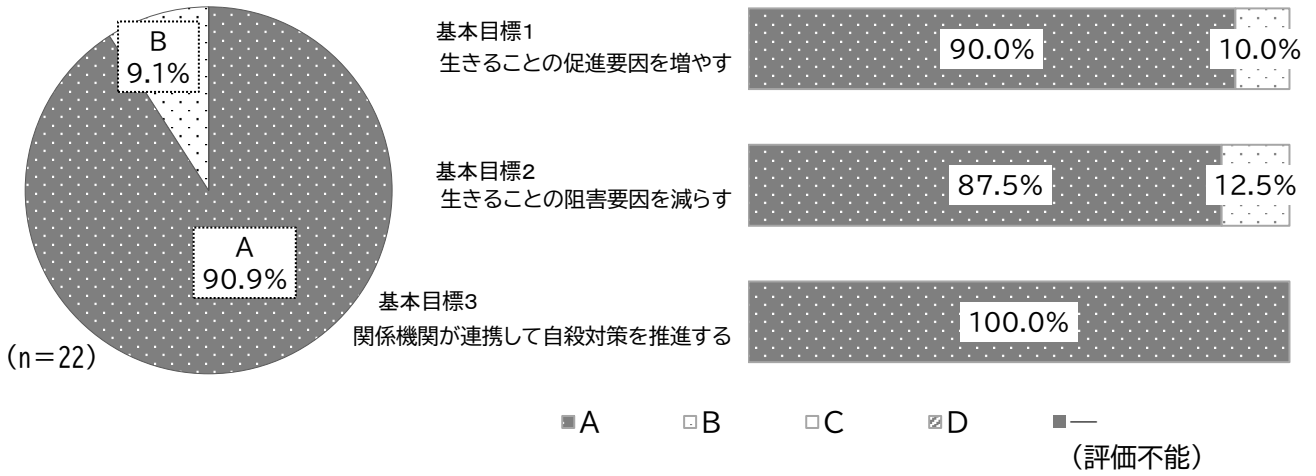 B
9.1%
A
90.9%
(n=22)
基本目標1
生きることの促進要因を増やす
90.0%
10.0%
基本目標2
生きることの阻害要因を減らす
87.5%
12.5%
基本目標3
関係機関が連携して自殺対策を推進する
100.0%
A B C D ―
(評価不能)